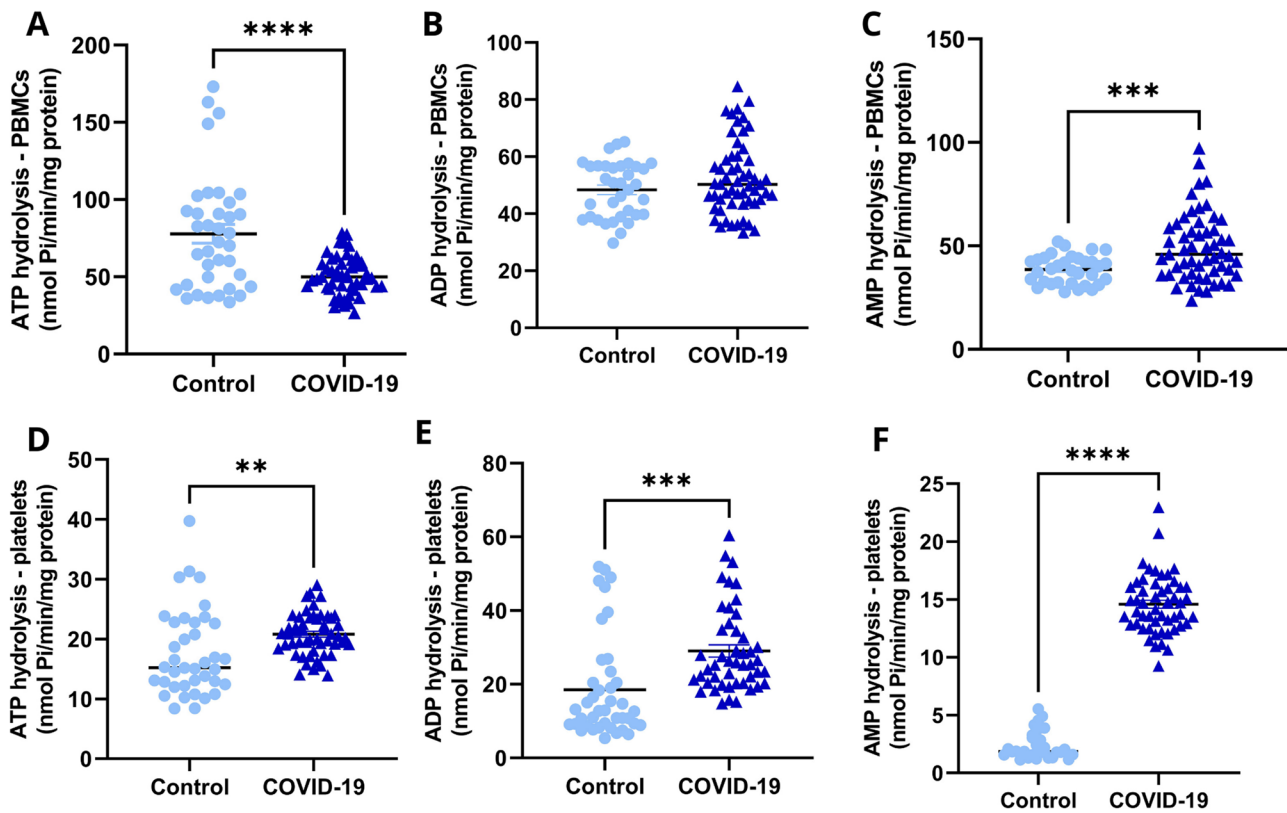 A
ATP hydrolysis - PBMCs
(nmol Pi/min/mg protein)
200
150
100
50
0
****
Control
COVID-19
B
ADP hydrolysis - PBMCs
(nmol Pi/min/mg protein)
100
80
60
40
20
0
Control
COVID-19
C
AMP hydrolysis - PBMCs
(nmol Pi/min/mg protein)
150
100
50
0
***
Control
COVID-19
D
ATP hydrolysis - platelets
(nmol Pi/min/mg protein)
50
40
30
20
10
0
**
Control
COVID-19
E
ADP hydrolysis - platelets
(nmol Pi/min/mg protein)
80
60
40
20
0
***
Control
COVID-19
F
AMP hydrolysis - platelets
(nmol Pi/min/mg protein)
25
20
15
10
5
0
****
Control
COVID-19